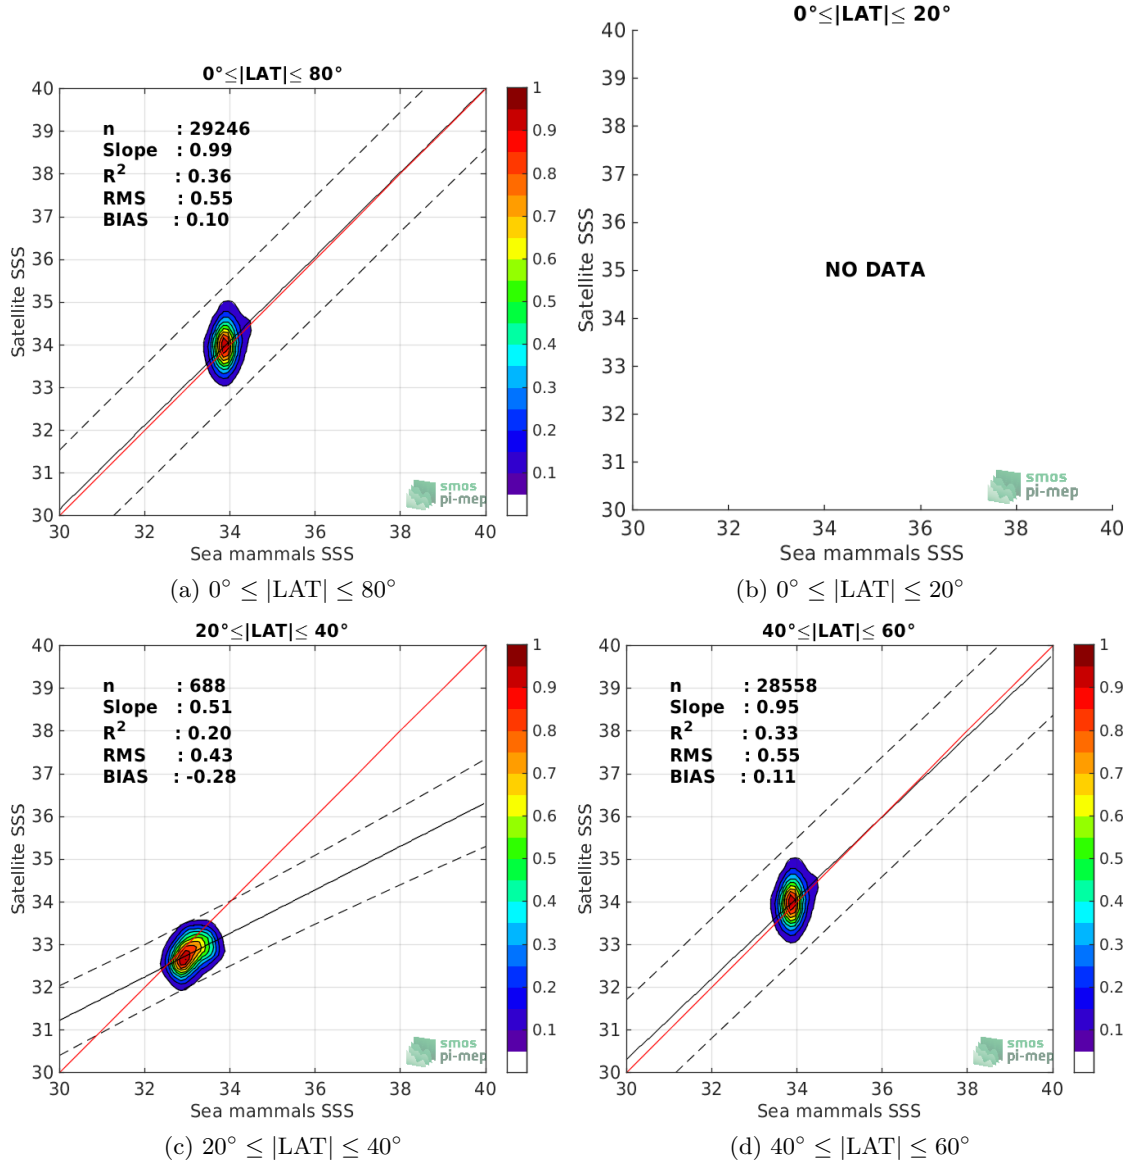 0°≤|LAT|≤ 80°
n : 29246
Slope : 0.99
R² : 0.36
RMS : 0.55
BIAS : 0.10
40
39
38
37
36
35
34
33
32
31
30
30 32 34 36 38 40
Satellite SSS
Sea mammals SSS
1
0.9
0.8
0.7
0.6
0.5
0.4
0.3
0.2
0.1
smos
pi-mep
(a) 0° ≤ |LAT| ≤ 80°
0°≤|LAT|≤ 20°
40
39
38
37
36
35
34
33
32
31
30
30 32 34 36 38 40
Satellite SSS
NO DATA
Sea mammals SSS
smos
pi-mep
(b) 0° ≤ |LAT| ≤ 20°
20°≤|LAT|≤ 40°
n : 688
Slope : 0.51
R² : 0.20
RMS : 0.43
BIAS : -0.28
40
39
38
37
36
35
34
33
32
31
30
30 32 34 36 38 40
Satellite SSS
Sea mammals SSS
1
0.9
0.8
0.7
0.6
0.5
0.4
0.3
0.2
0.1
smos
pi-mep
(c) 20° ≤ |LAT| ≤ 40°
40°≤|LAT|≤ 60°
n : 28558
Slope : 0.95
R² : 0.33
RMS : 0.55
BIAS : 0.11
40
39
38
37
36
35
34
33
32
31
30
30 32 34 36 38 40
Satellite SSS
Sea mammals SSS
1
0.9
0.8
0.7
0.6
0.5
0.4
0.3
0.2
0.1
smos
pi-mep
(d) 40° ≤ |LAT| ≤ 60°